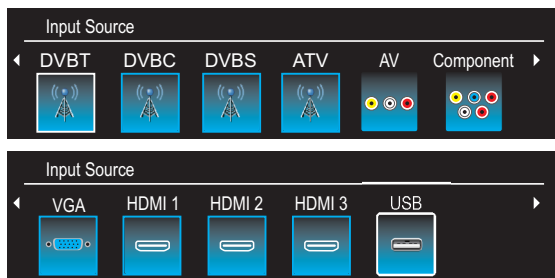 Input Source
DVBT DVBC DVBS ATV AV Component
Input Source
VGA HDMI 1 HDMI 2 HDMI 3 USB